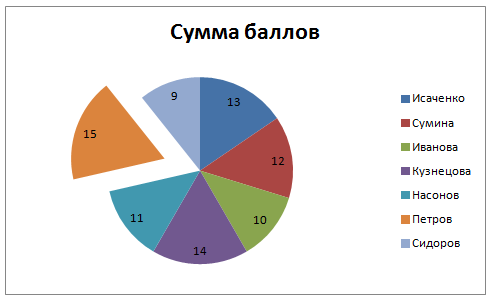 Сумма баллов
9
13
15
12
11
10
14
Исаченко
Сумина
Иванова
Кузнецова
Насонов
Петров
Сидоров